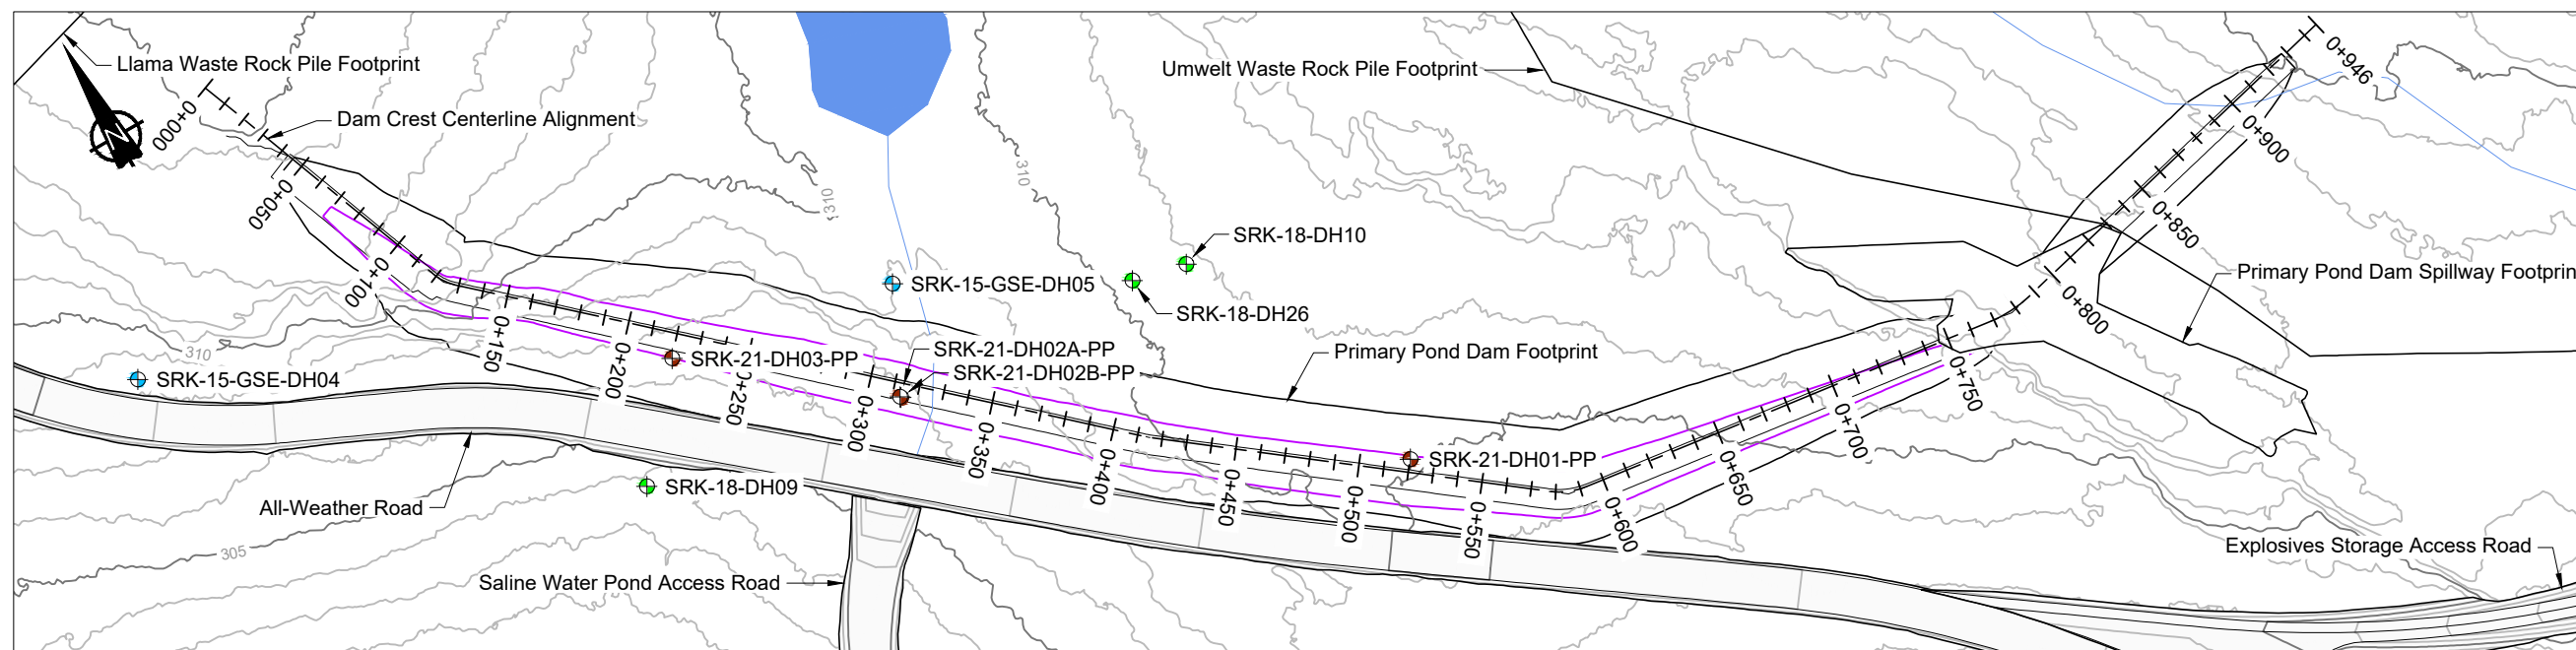 Llama Waste Rock Pile Footprint
Umwelt Waste Rock Pile Footprint
0+946
0+000
N
Dam Crest Centerline Alignment
0+900
310
310
0+050
0+850
SRK-18-DH10
SRK-15-GSE-DH05
Primary Pond Dam Spillway Footprin
0+100
SRK-18-DH26
0+800
0+150
310
SRK-21-DH03-PP
SRK-21-DH02A-PP
Primary Pond Dam Footprint
SRK-15-GSE-DH04
0+200
SRK-21-DH02B-PP
0+250
0+750
0+300
0+350
0+700
SRK-21-DH01-PP
0+400
0+650
SRK-18-DH09
0+450
All-Weather Road
0+500
0+550
0+600
305
Explosives Storage Access Road
Saline Water Pond Access Road